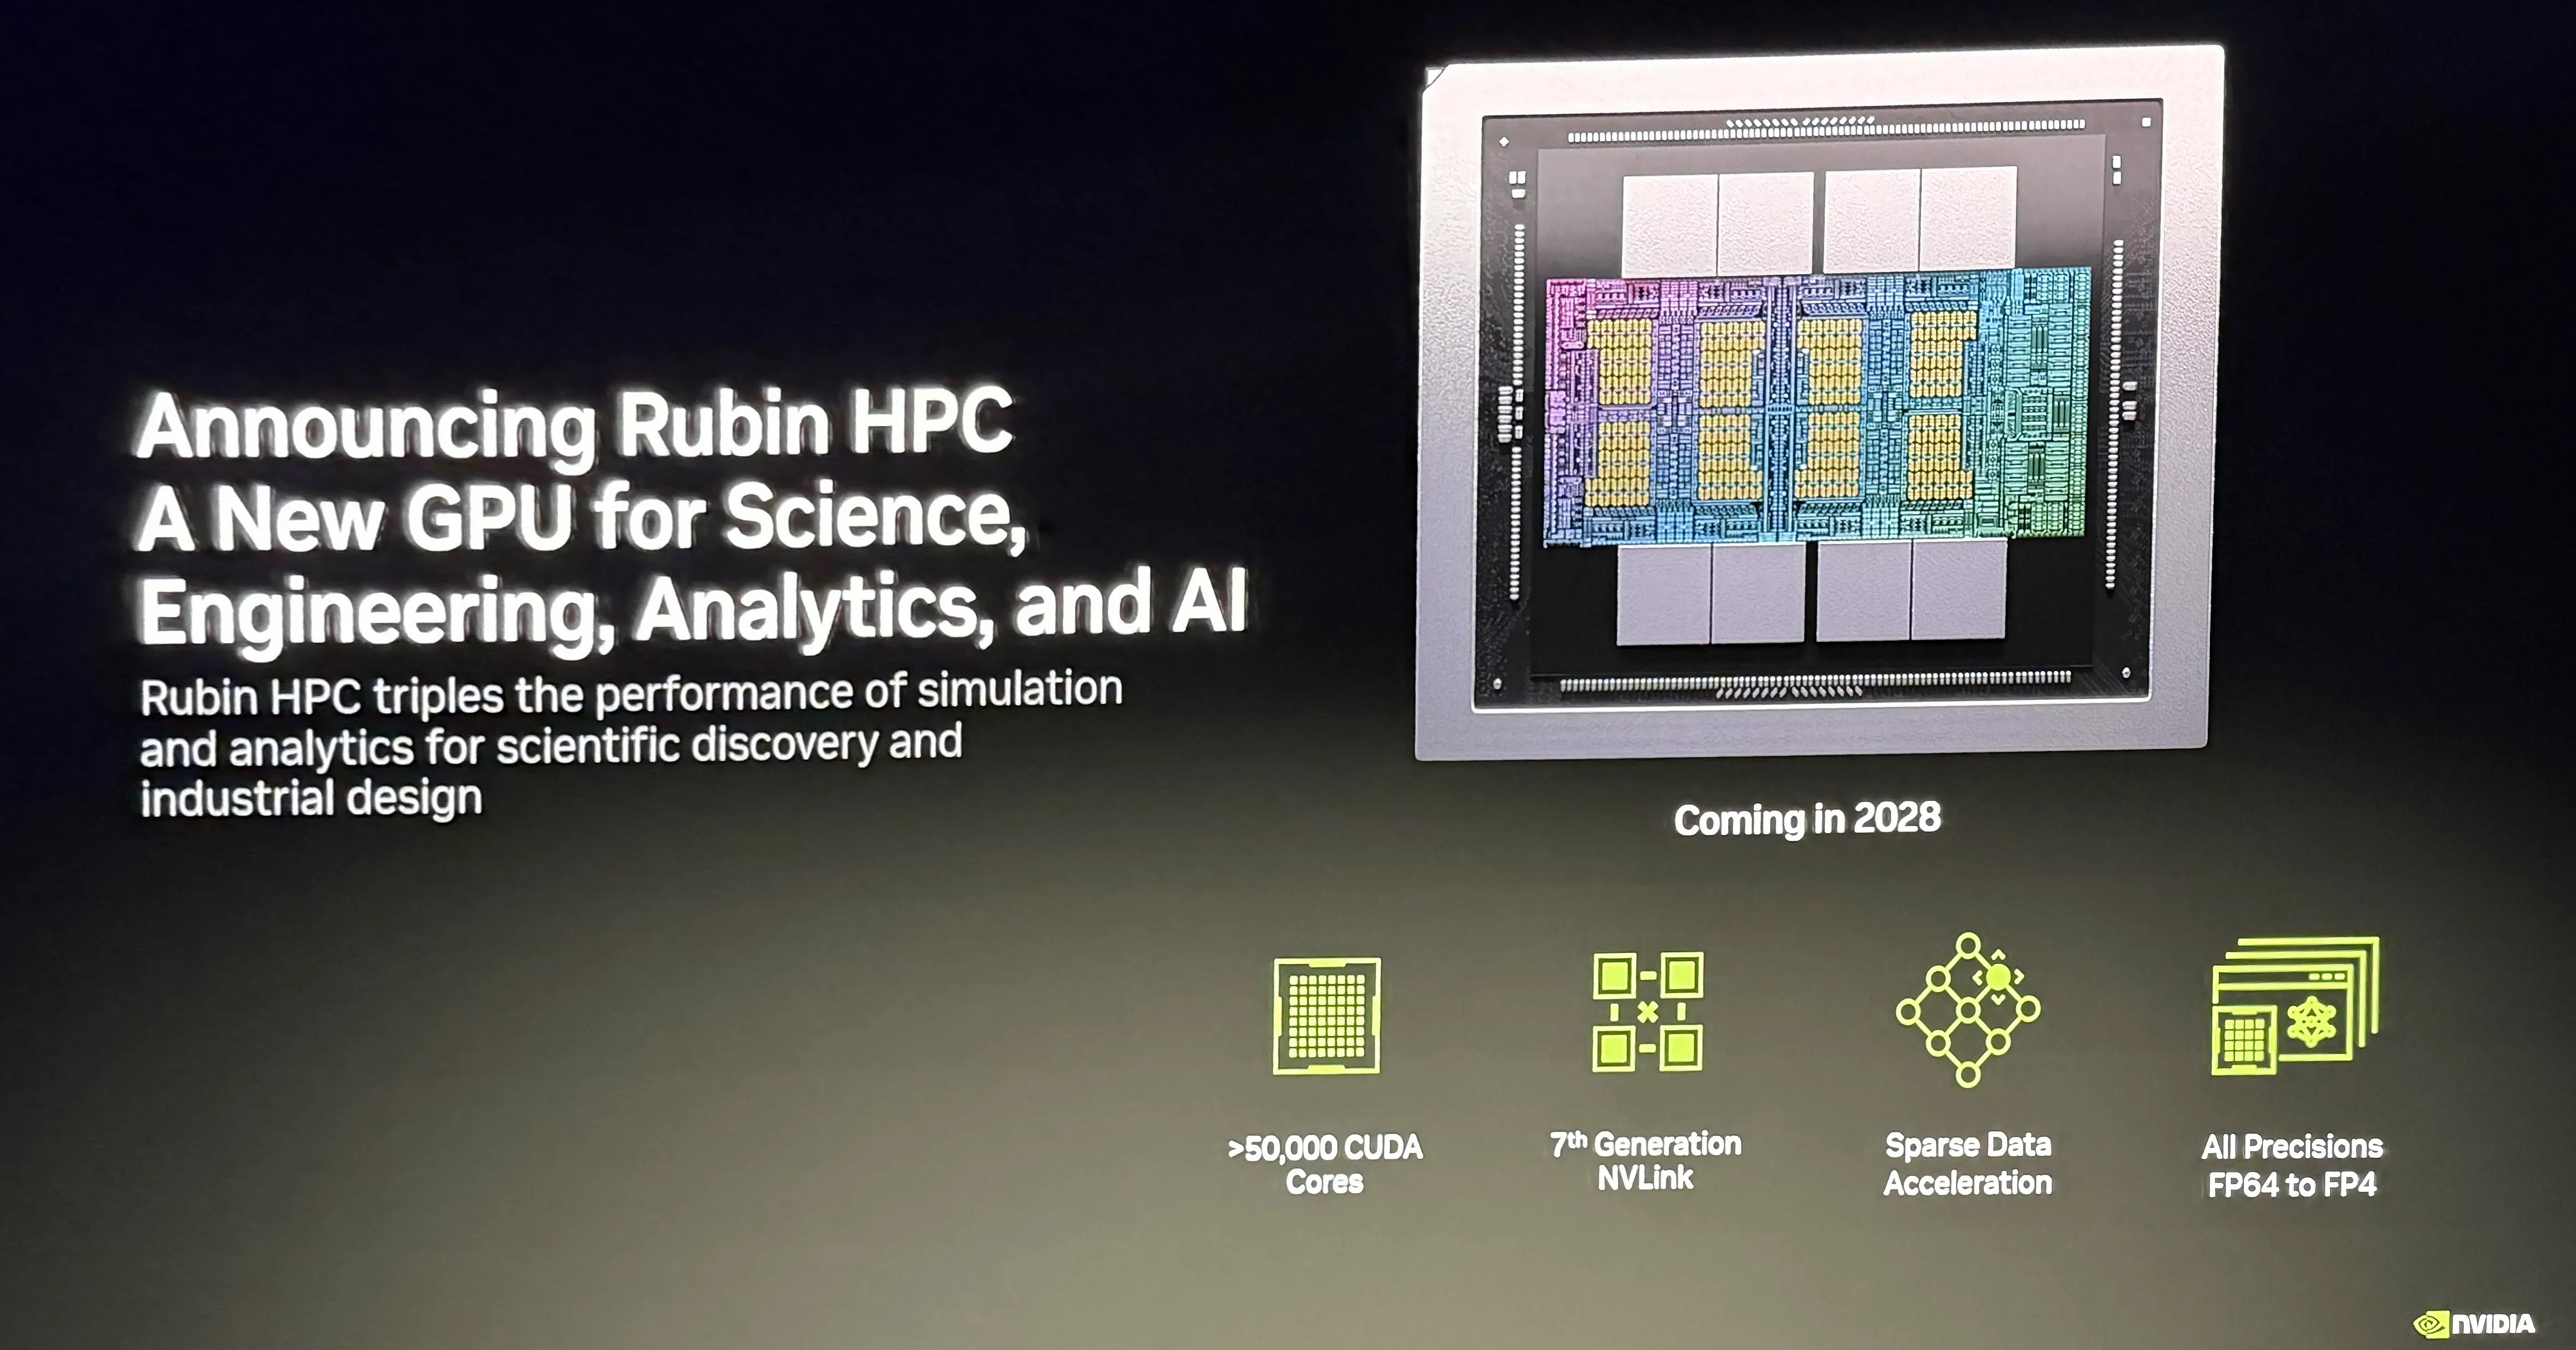 Announcing Rubin HPC
A New GPU for Science,
Engineering, Analytics, and AI
Rubin HPC triples the performance of simulation
and analytics for scientific discovery and
industrial design
Coming in 2028
>50,000 CUDA
Cores
7th Generation
NVLink
Sparse Data
Acceleration
All Precisions
FP64 to FP4
NVIDIA